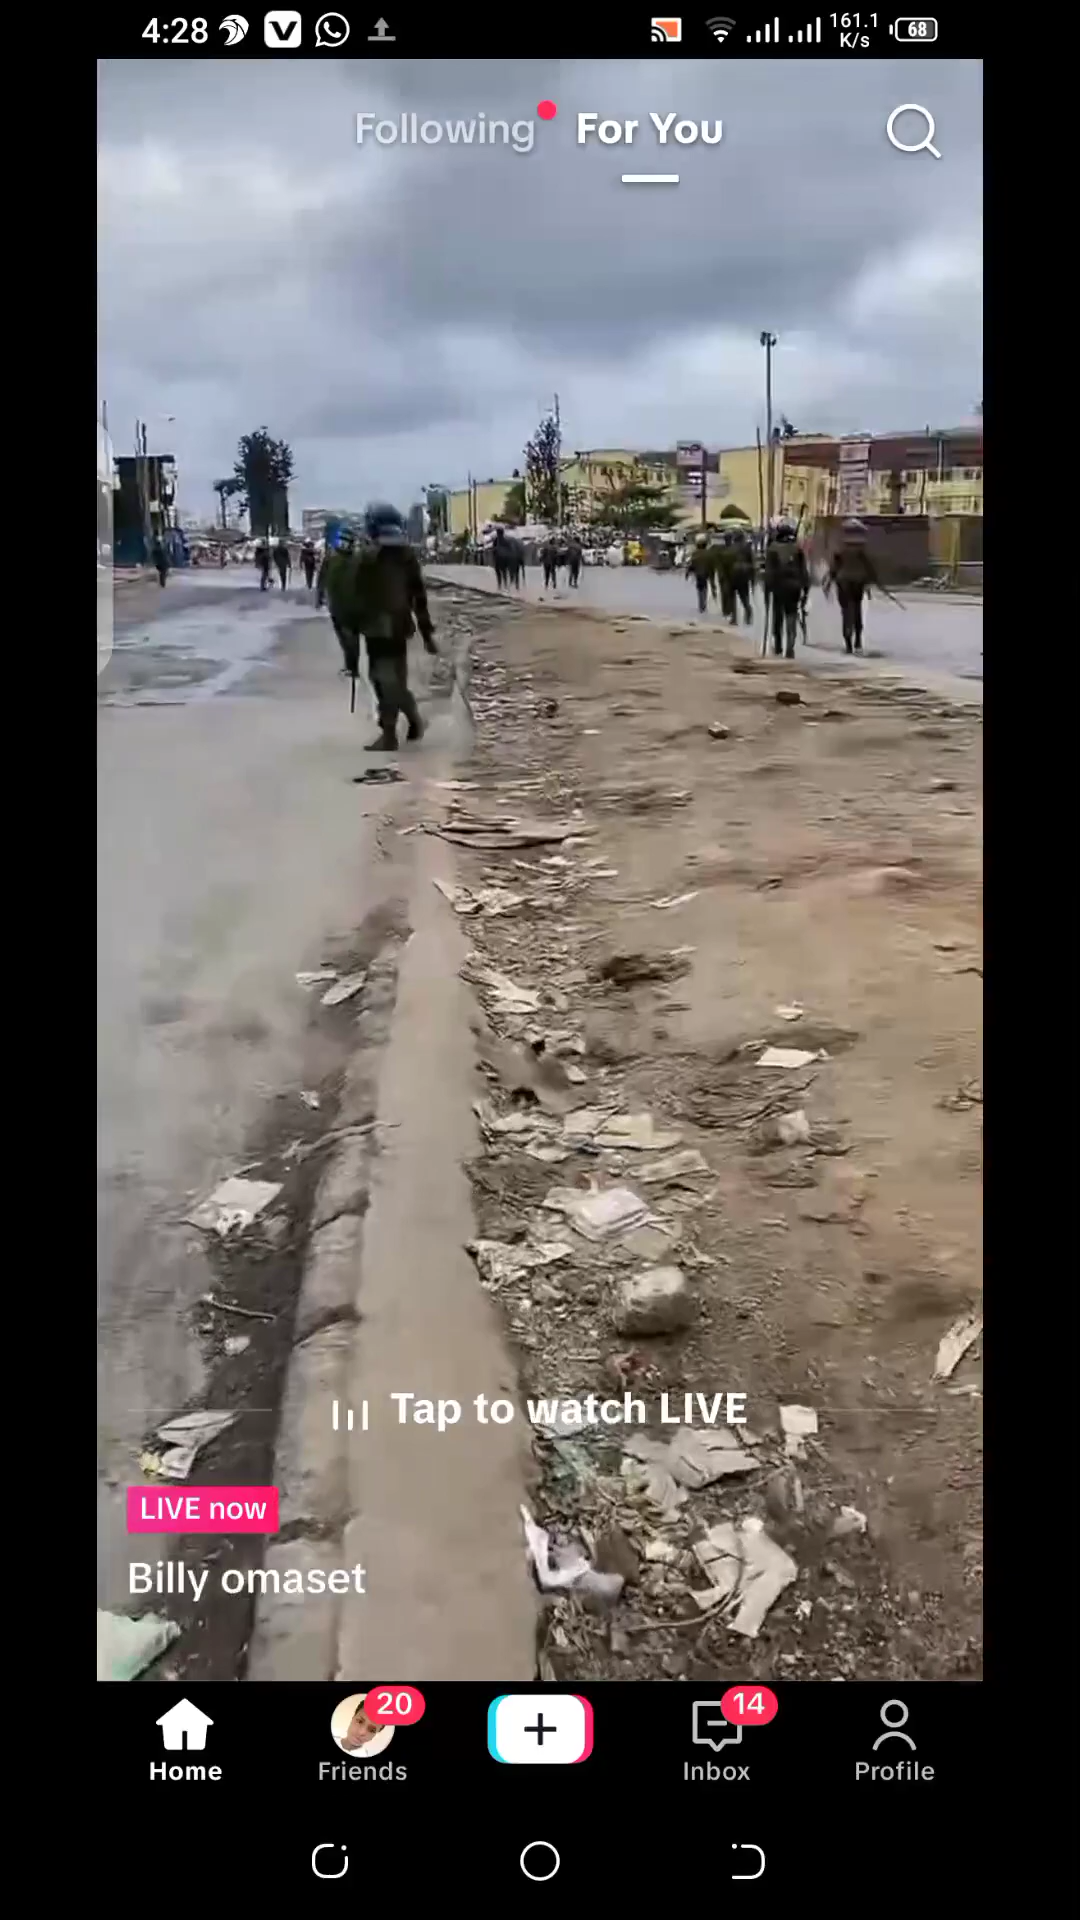 4:28
161.1
K/s
68
Following
For You
Tap to watch LIVE
LIVE now
Billy omaset
20
14
Home
Friends
Inbox
Profile